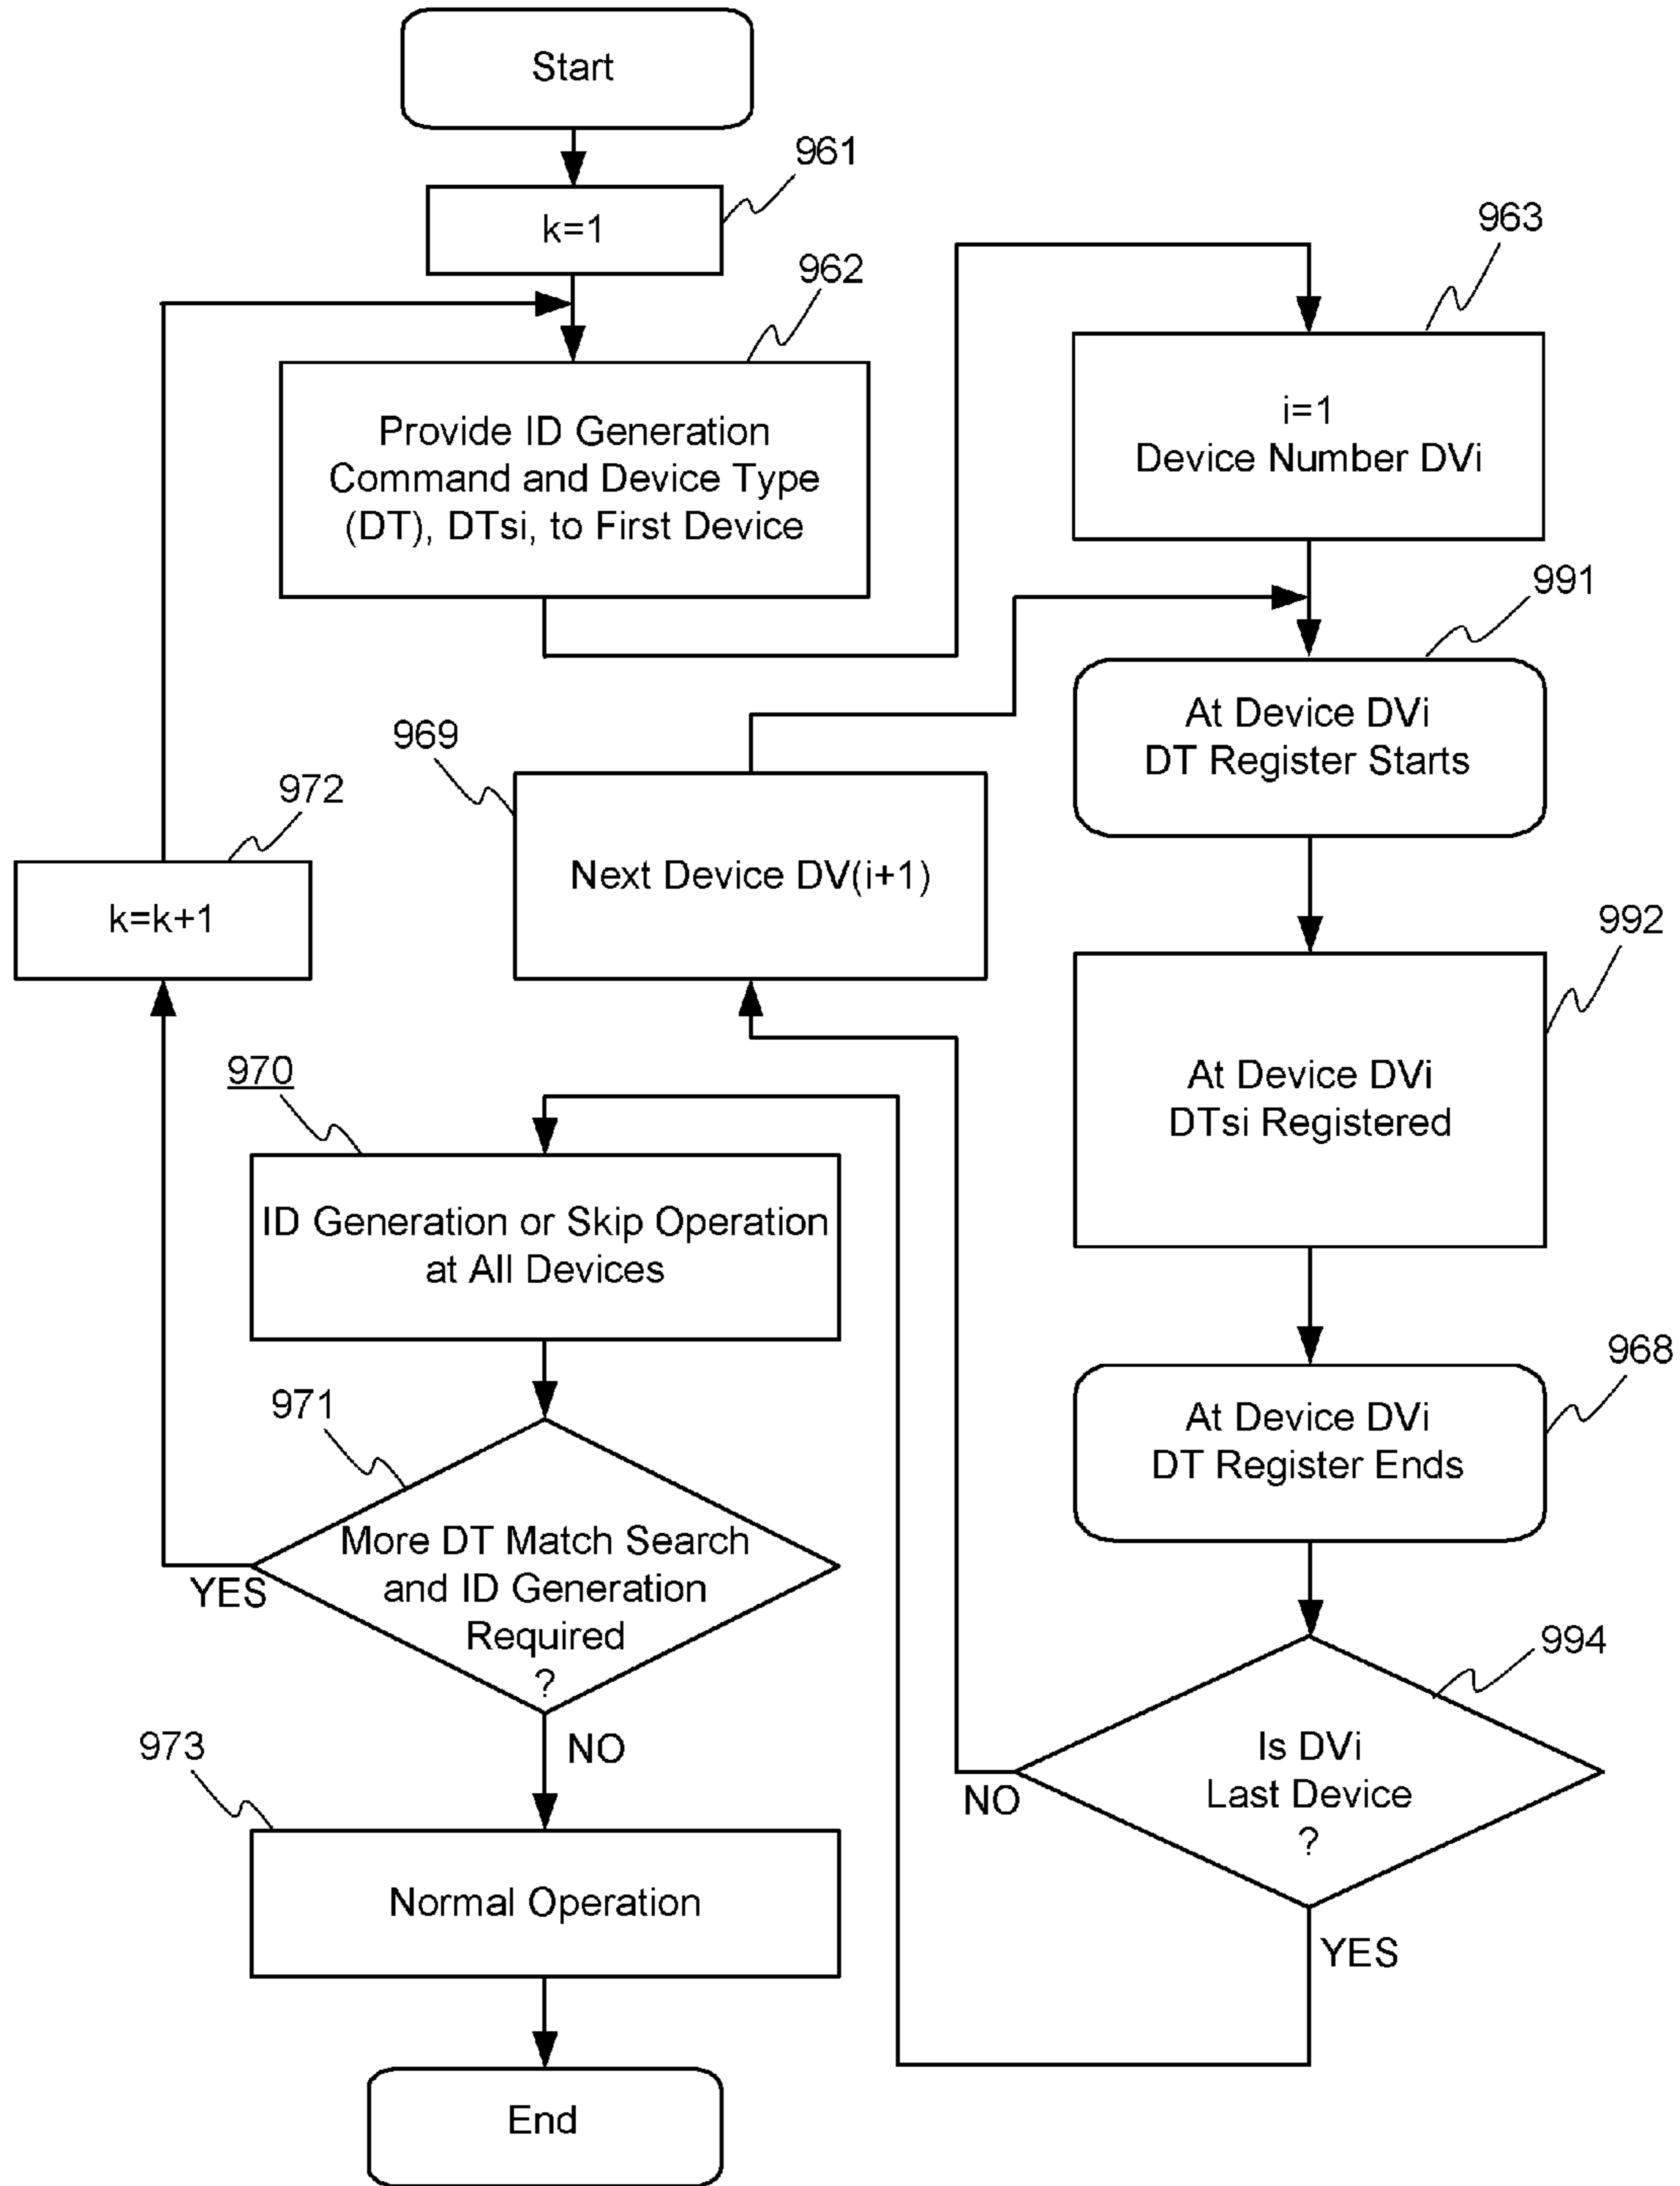 Start
961
k=1
962
Provide ID Generation
Command and Device Type
(DT), DTsi, to First Device
963
i=1
Device Number DVi
991
At Device DVi
DT Register Starts
969
Next Device DV(i+1)
972
k=k+1
992
At Device DVi
DTsi Registered
970
ID Generation or Skip Operation
at All Devices
968
At Device DVi
DT Register Ends
971
More DT Match Search
and ID Generation
Required
?
YES
NO
994
Is DVi
Last Device
?
NO
YES
973
Normal Operation
End